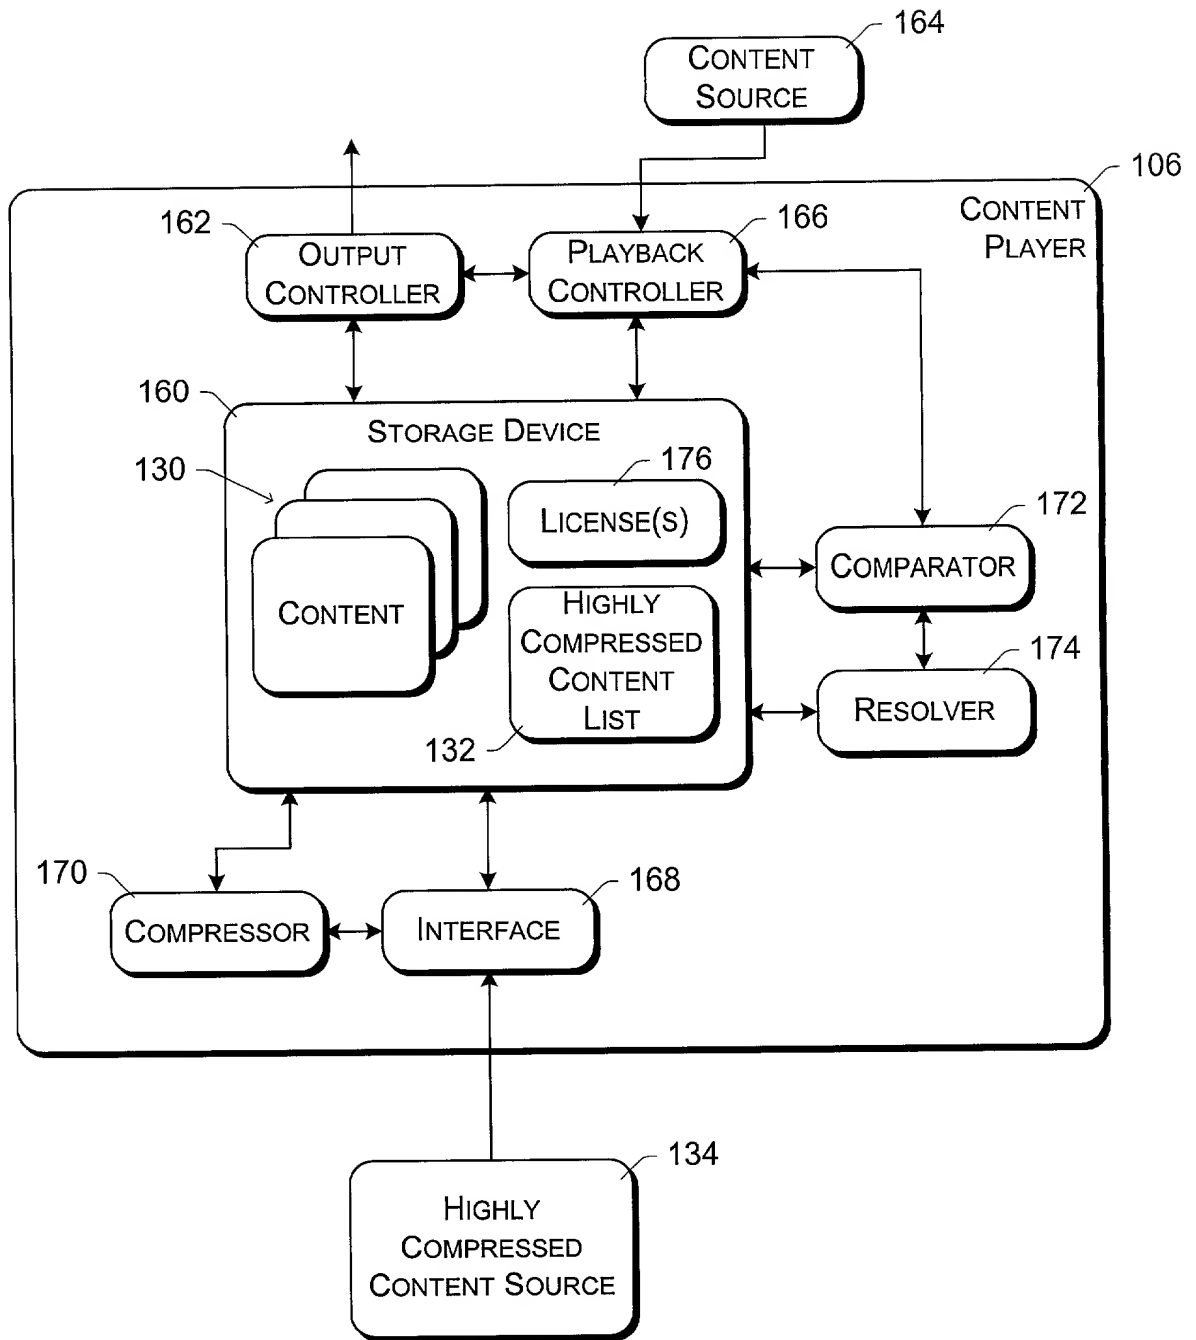 164
CONTENT
SOURCE
106
CONTENT
PLAYER
162
OUTPUT
CONTROLLER
166
PLAYBACK
CONTROLLER
160
STORAGE DEVICE
130
CONTENT
176
LICENSE(S)
HIGHLY
COMPRESSED
CONTENT
LIST
132
172
COMPARATOR
174
RESOLVER
170
COMPRESSOR
168
INTERFACE
134
HIGHLY
COMPRESSED
CONTENT SOURCE